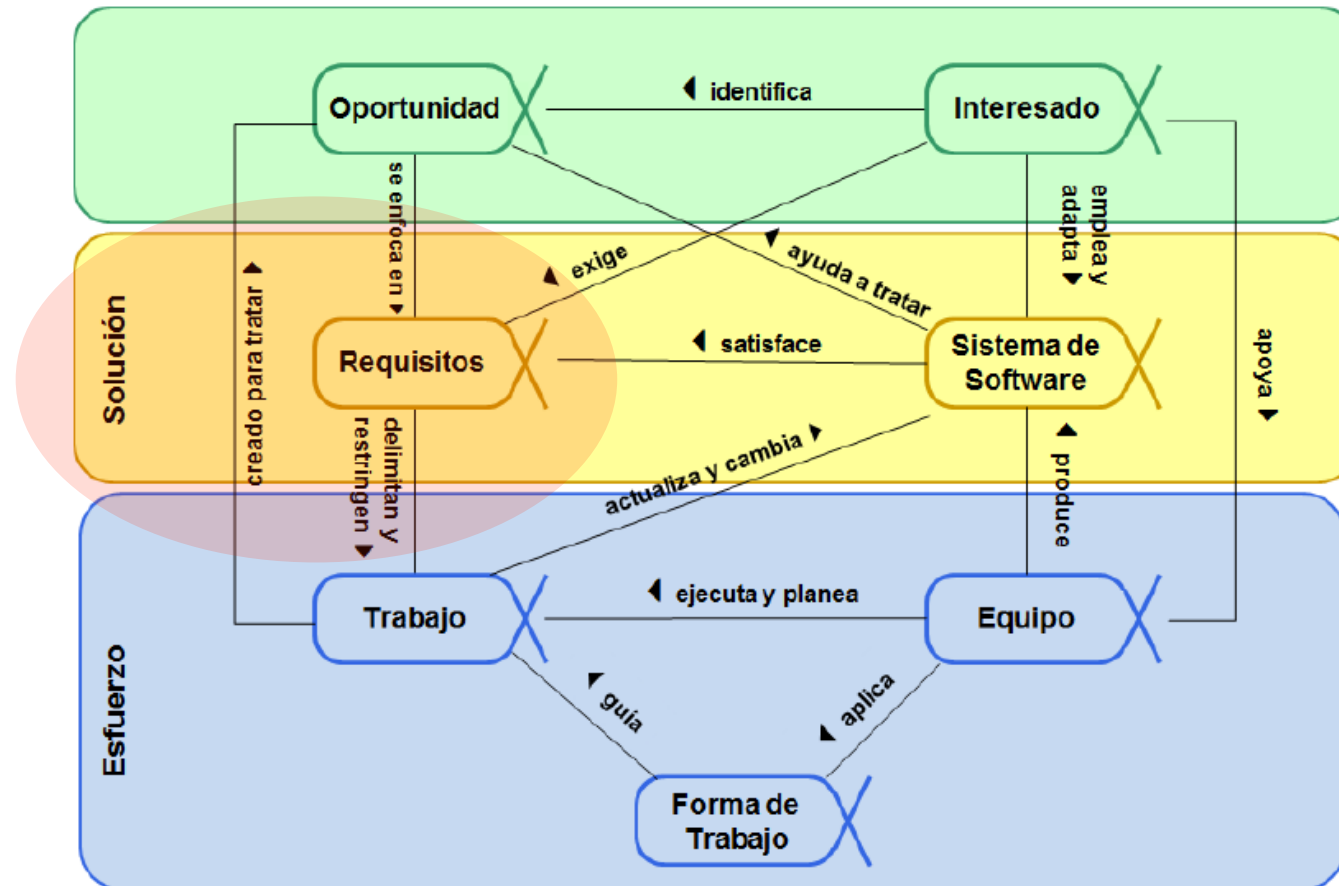 Oportunidad
identifica
Interesado
se enfoca en
emplea y
adapta
exige
ayuda a tratar
creado para tratar
Solución
Requisitos
satisface
Sistema de
Software
apoya
delimitan y
restringen
actualiza y cambia
produce
Esfuerzo
Trabajo
ejecuta y planea
Equipo
guía
aplica
Forma de
Trabajo